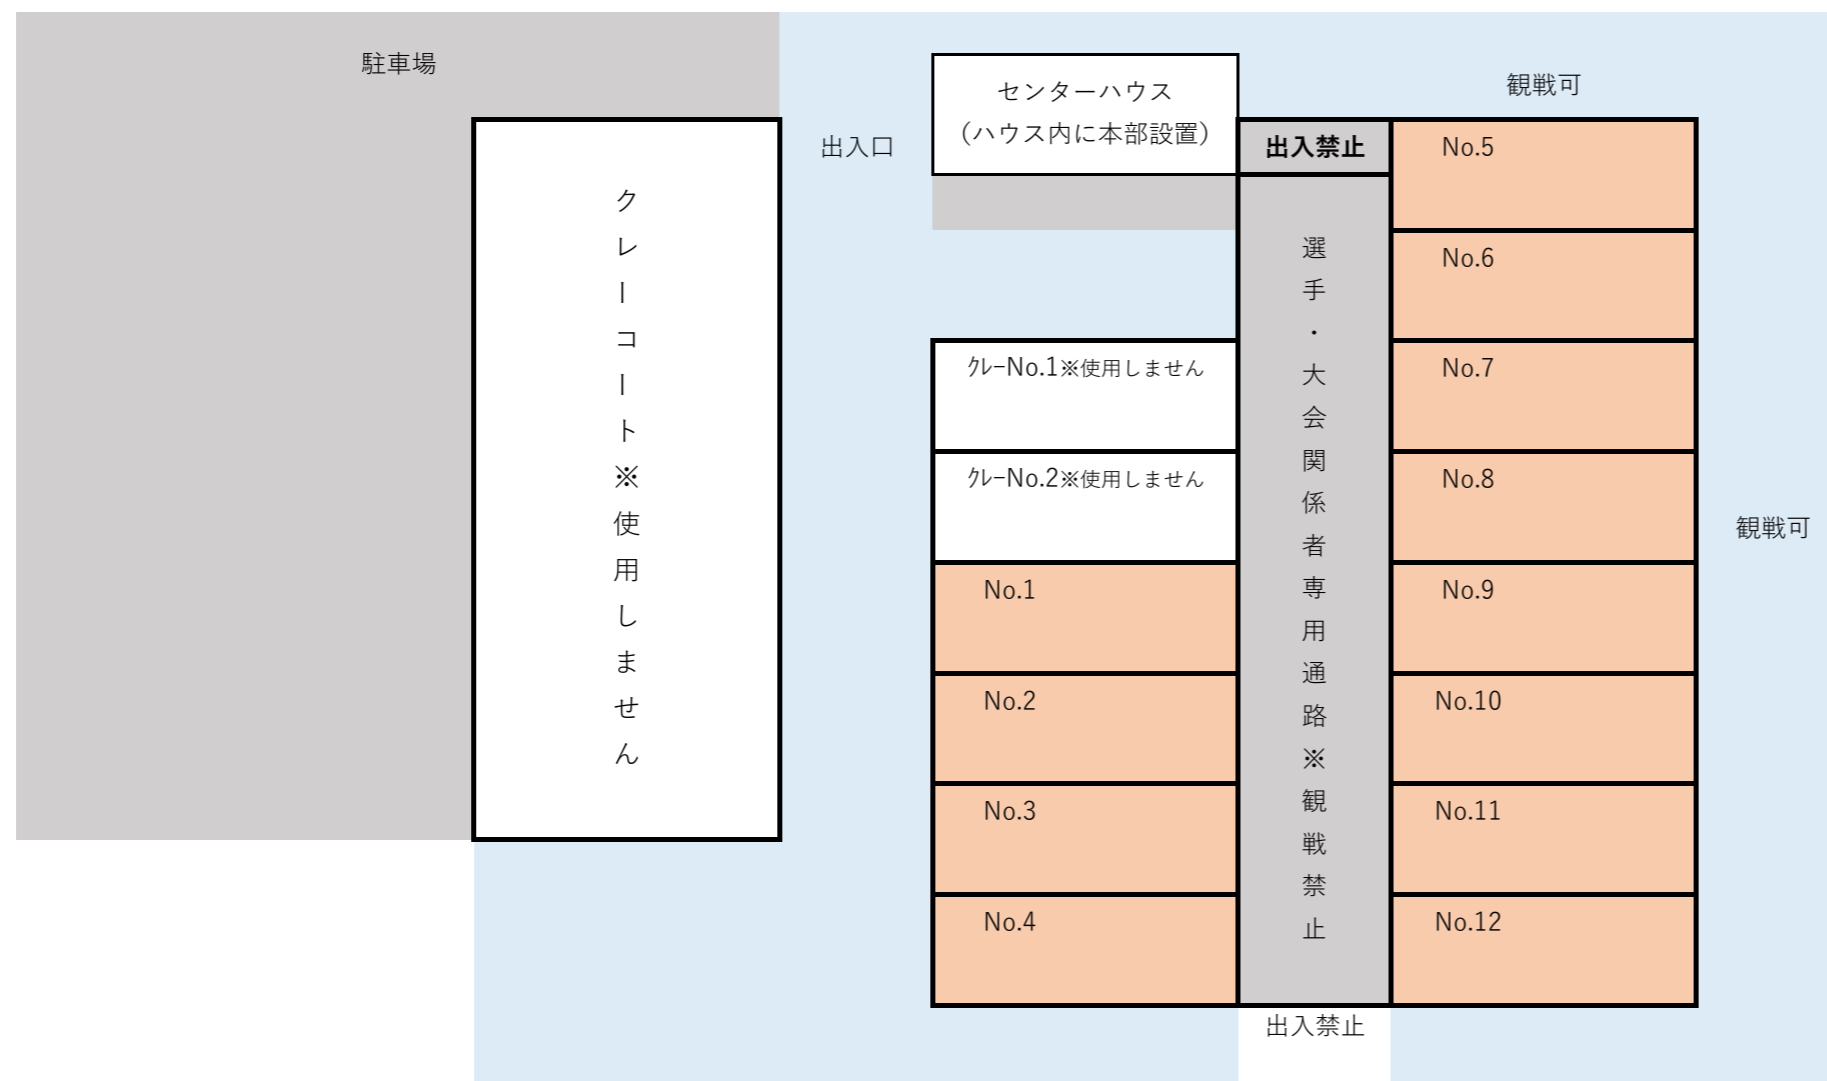 駐車場
センターハウス
（ハウス内に本部設置）
観戦可
出入口
出入禁止
No.5
クレーコート※使用しません
選手・大会関係者専用通路※観戦禁止
No.6
ｸﾚｰNo.1※使用しません
No.7
ｸﾚｰNo.2※使用しません
No.8
観戦可
No.1
No.9
No.2
No.10
No.3
No.11
No.4
No.12
出入禁止